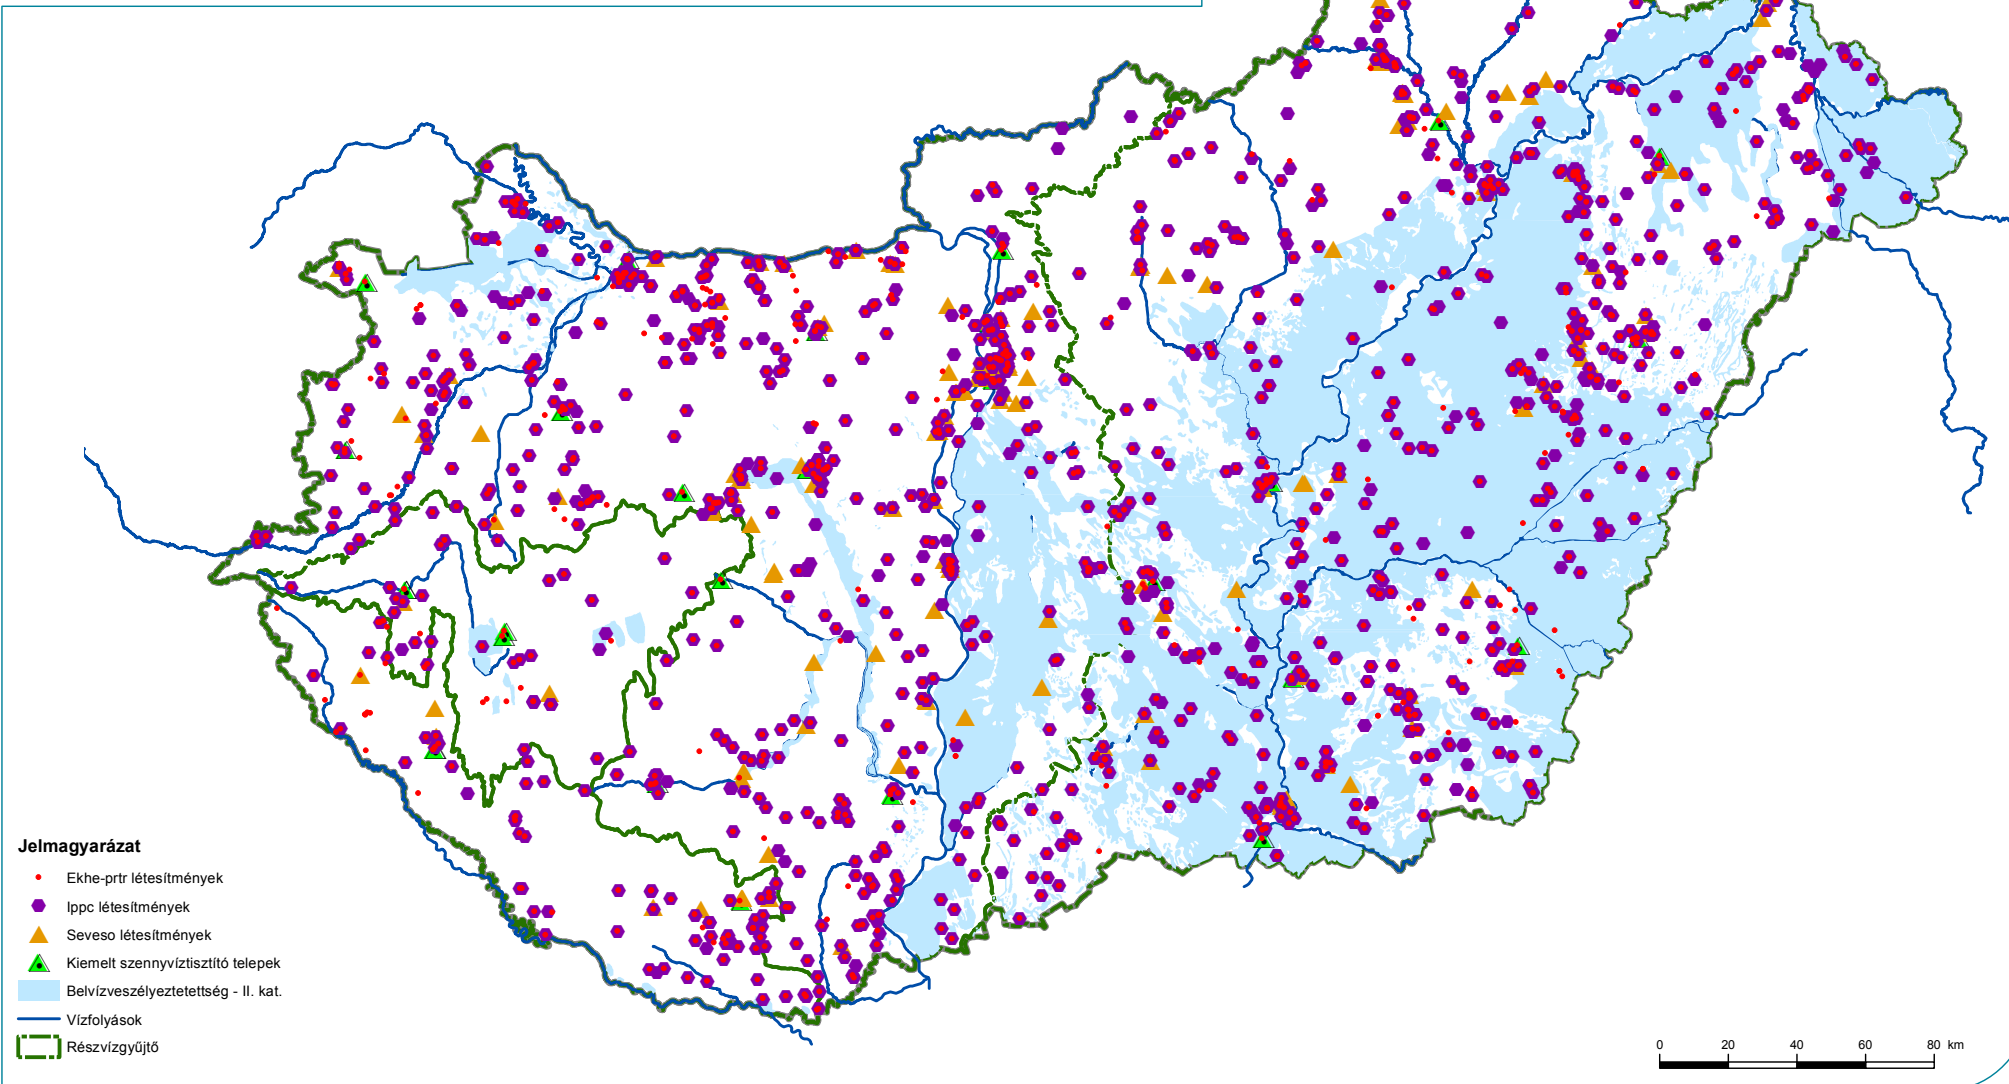 Jelmagyarázat
Ekhe-prtr létesítmények
Ippc létesítmények
Seveso létesítmények
Kiemelt szennyvíztisztító telepek
Belvízveszélyeztetettség - II. kat.
Vízfolyások
Részvízgyűjtő
0 20 40 60 80 km